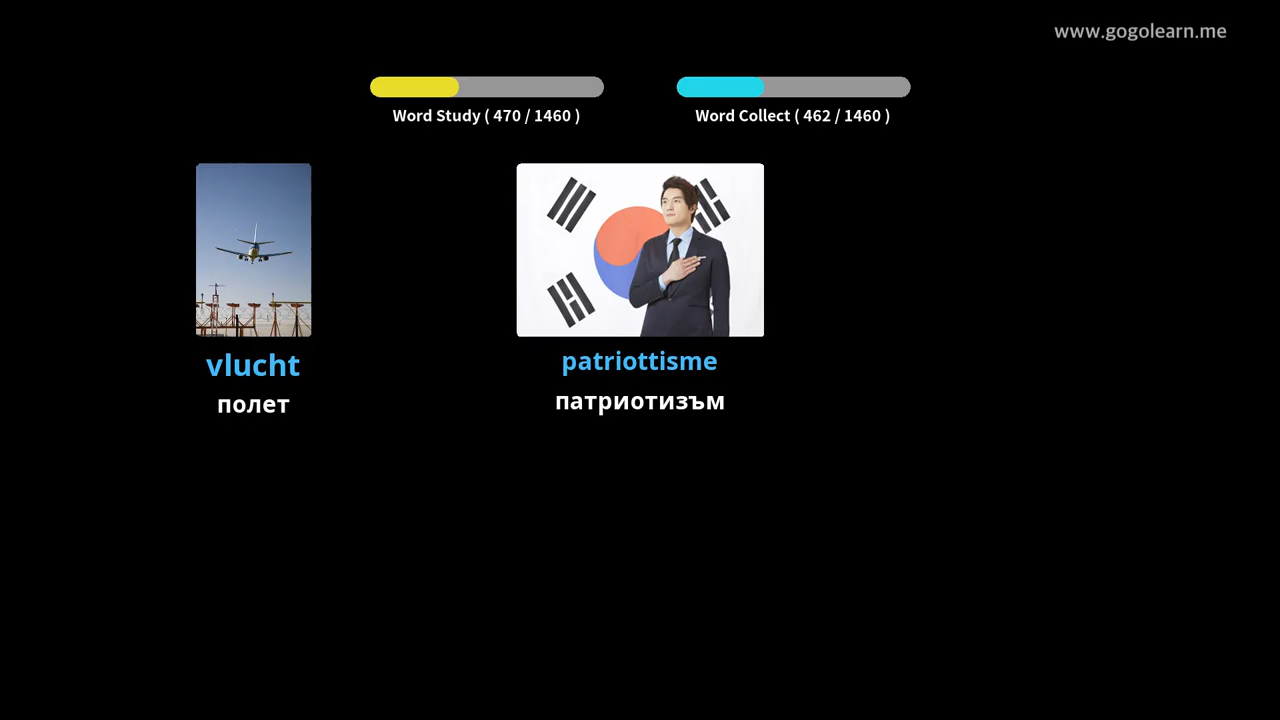 www.gogolearn.me
Word Study ( 470 / 1460 )
Word Collect ( 462 / 1460 )
vlucht
полет
patriottisme
патриотизъм